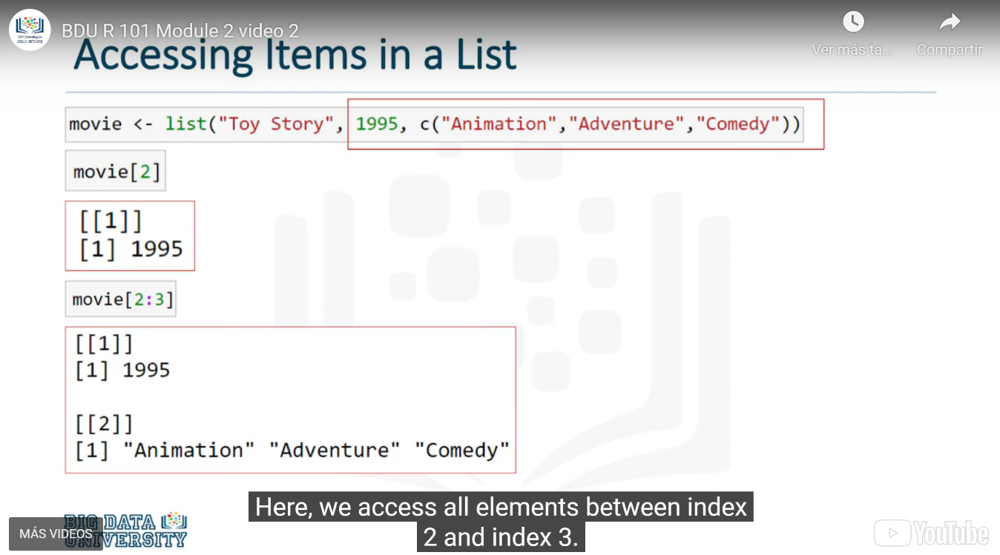 BDU R 101 Module 2 video 2
Ver más ta...
Compartir
Accessing Items in a List
movie <- list("Toy Story", 1995, c("Animation","Adventure","Comedy"))
movie[2]
[[1]]
[1] 1995
movie[2:3]
[[1]]
[1] 1995
[[2]]
[1] "Animation" "Adventure" "Comedy"
Here, we access all elements between index
2 and index 3.
BIG DATA
UNIVERSITY
MÁS VIDEOS
YouTube